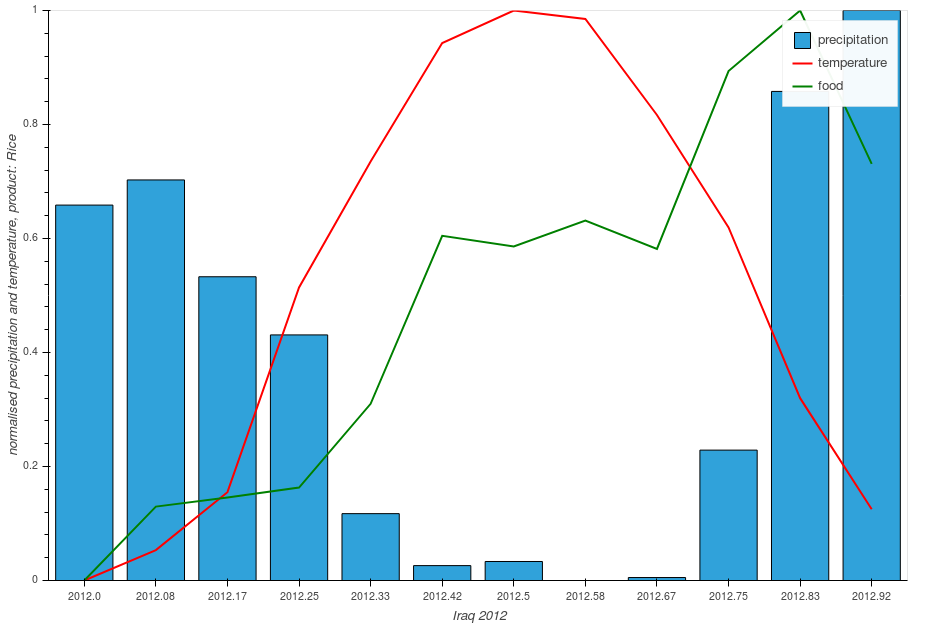 normalised precipitation and temperature, product: Rice
1
0.8
0.6
0.4
0.2
0
precipitation
temperature
food
2012.0 2012.08 2012.17 2012.25 2012.33 2012.42 2012.5 2012.58 2012.67 2012.75 2012.83 2012.92
Iraq 2012